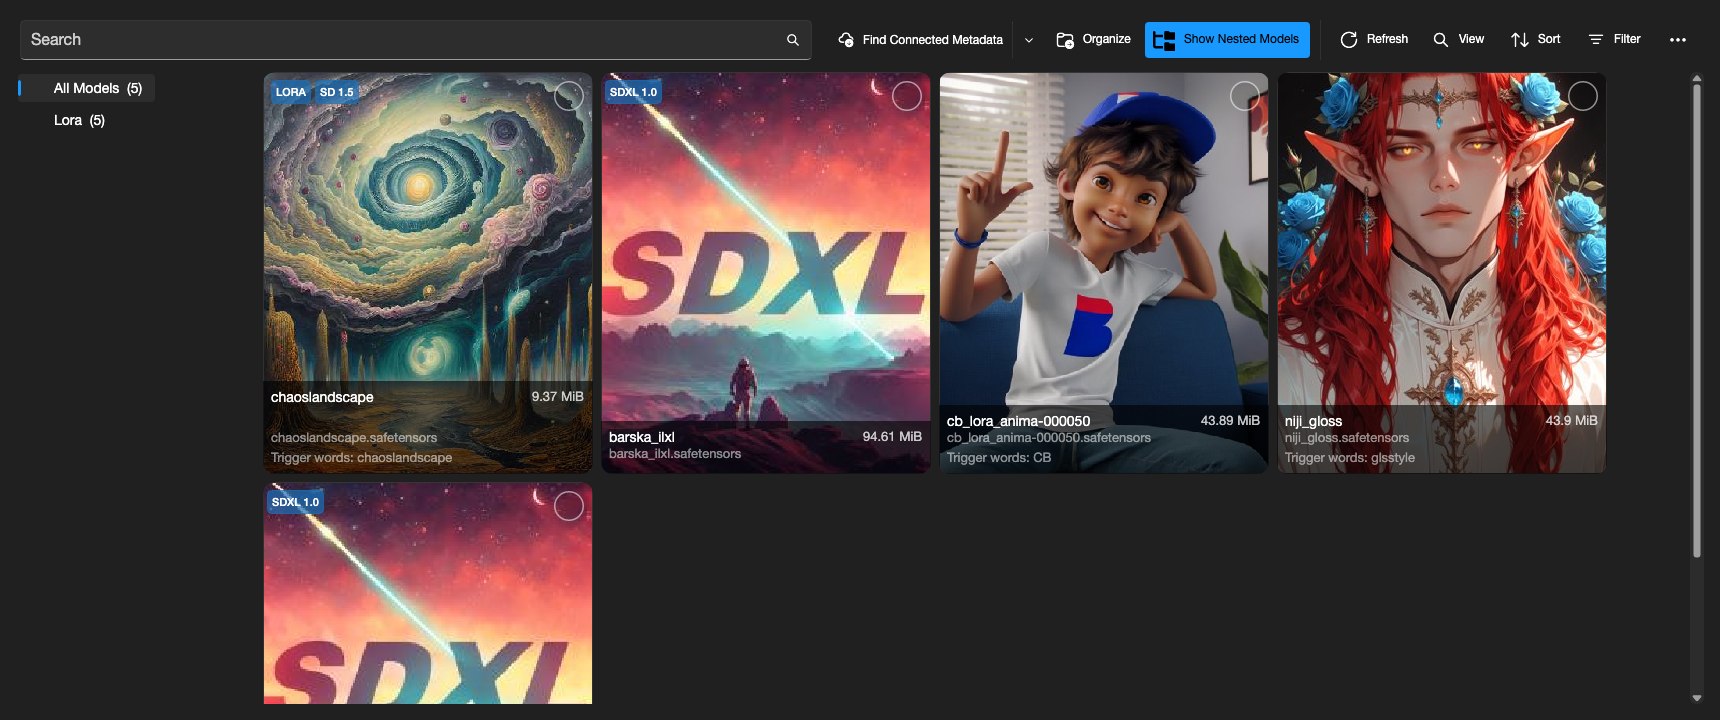 Search
Find Connected Metadata
Organize
Show Nested Models
Refresh
View
Sort
Filter
All Models (5)
Lora (5)
LORA
SD 1.5
chaoslandscape
9.37 MiB
chaoslandscape.safetensors
Trigger words: chaoslandscape
SDXL 1.0
SDXL
barska_ilxl
94.61 MiB
barska_ilxl.safetensors
B
cb_lora_anima-000050
43.89 MiB
cb_lora_anima-000050.safetensors
Trigger words: CB
niji_gloss
43.9 MiB
niji_gloss.safetensors
Trigger words: glsstyle
SDXL 1.0
SDXL